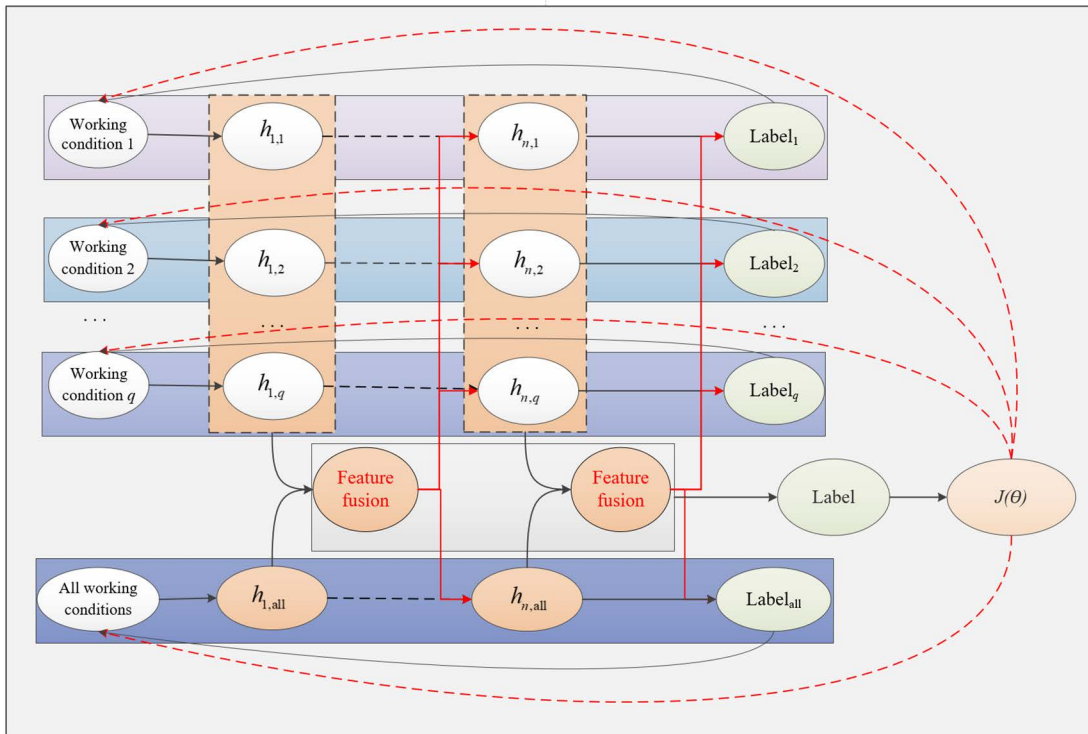 Working
condition 1
h1,1
hn,1
Label1
Working
condition 2
h1,2
hn,2
Label2
...
...
...
...
Working
condition q
h1,q
hn,q
Labelq
Feature
fusion
Feature
fusion
Label
J(Θ)
All working
conditions
h1,all
hn,all
Labelall